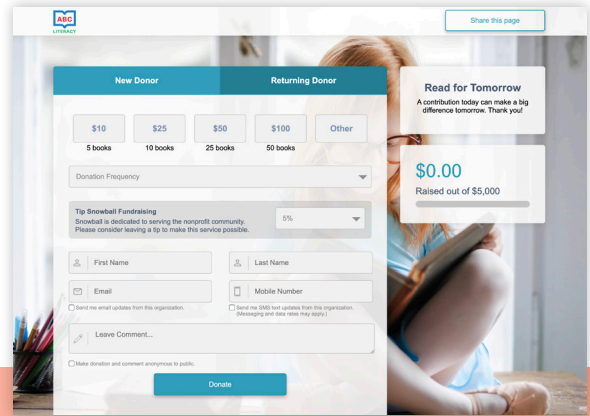 ABC
LITERACY
Share this page
New Donor
Returning Donor
$10
$25
$50
$100
Other
5 books
10 books
25 books
50 books
Donation Frequency
Tip Snowball Fundraising
Snowball is dedicated to serving the nonprofit community.
Please consider leaving a tip to make this service possible.
5%
First Name
Last Name
Email
Mobile Number
Send me email updates from this organization.
Send me SMS text updates from this organization.
(Messaging and data rates may apply.)
Leave Comment...
Make donation and comment anonymous to public.
Donate
Read for Tomorrow
A contribution today can make a big
difference tomorrow. Thank you!
$0.00
Raised out of $5,000